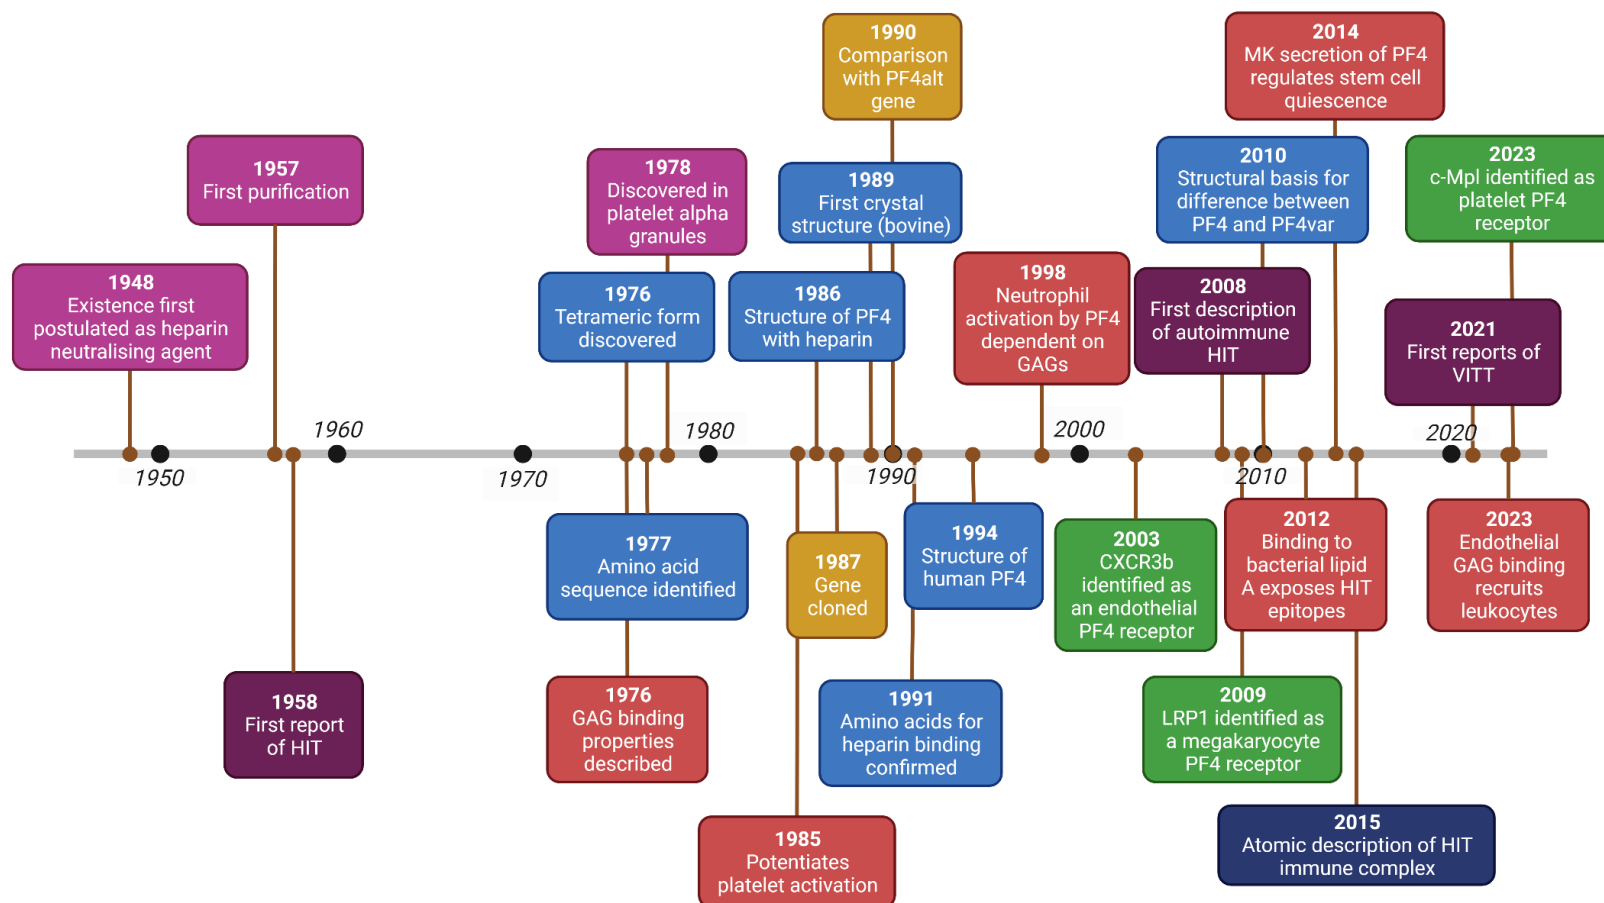 1990
Comparison
with PF4alt
gene
2014
MK secretion of PF4
regulates stem cell
quiescence
1957
First purification
1978
Discovered in
platelet alpha
granules
1989
First crystal
structure (bovine)
2010
Structural basis for
difference between
PF4 and PF4var
2023
c-Mpl identified as
platelet PF4
receptor
1948
Existence first
postulated as heparin
neutralising agent
1976
Tetrameric form
discovered
1986
Structure of PF4
with heparin
1998
Neutrophil
activation by PF4
dependent on
GAGs
2008
First description
of autoimmune
HIT
2021
First reports of
VITT
1950
1960
1970
1980
1990
2000
2010
2020
1977
Amino acid
sequence identified
1987
Gene
cloned
1994
Structure of
human PF4
2003
CXCR3b
identified as
an endothelial
PF4 receptor
2012
Binding to
bacterial lipid
A exposes HIT
epitopes
2023
Endothelial
GAG binding
recruits
leukocytes
1958
First report
of HIT
1976
GAG binding
properties
described
1991
Amino acids for
heparin binding
confirmed
2009
LRP1 identified as
a megakaryocyte
PF4 receptor
1985
Potentiates
platelet activation
2015
Atomic description of HIT
immune complex